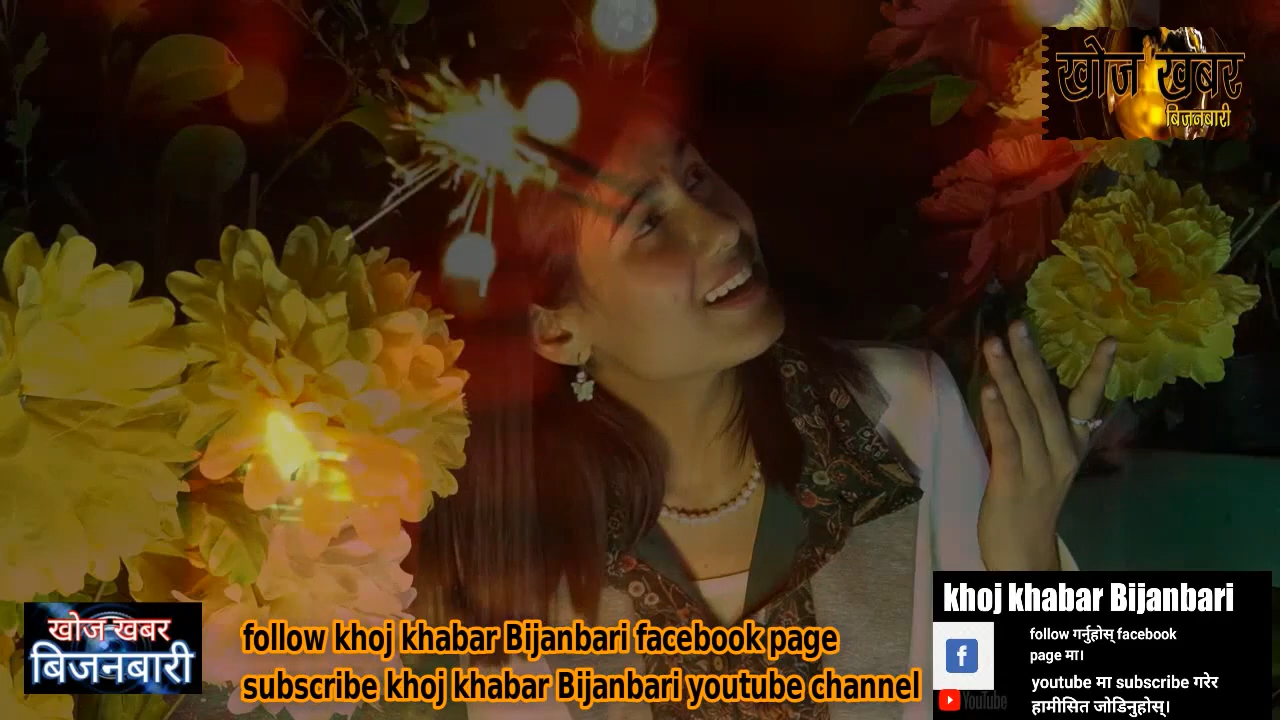 खोज खबर
बिजनबारी
khoj khabar Bijanbari
follow गर्नुहोस् facebook
page मा।
youtube मा subscribe गरेर
हामीसित जोडिनुहोस्।
YouTube
खोज खबर
बिजनबारी
follow khoj khabar Bijanbari facebook page
subscribe khoj khabar Bijanbari youtube channel